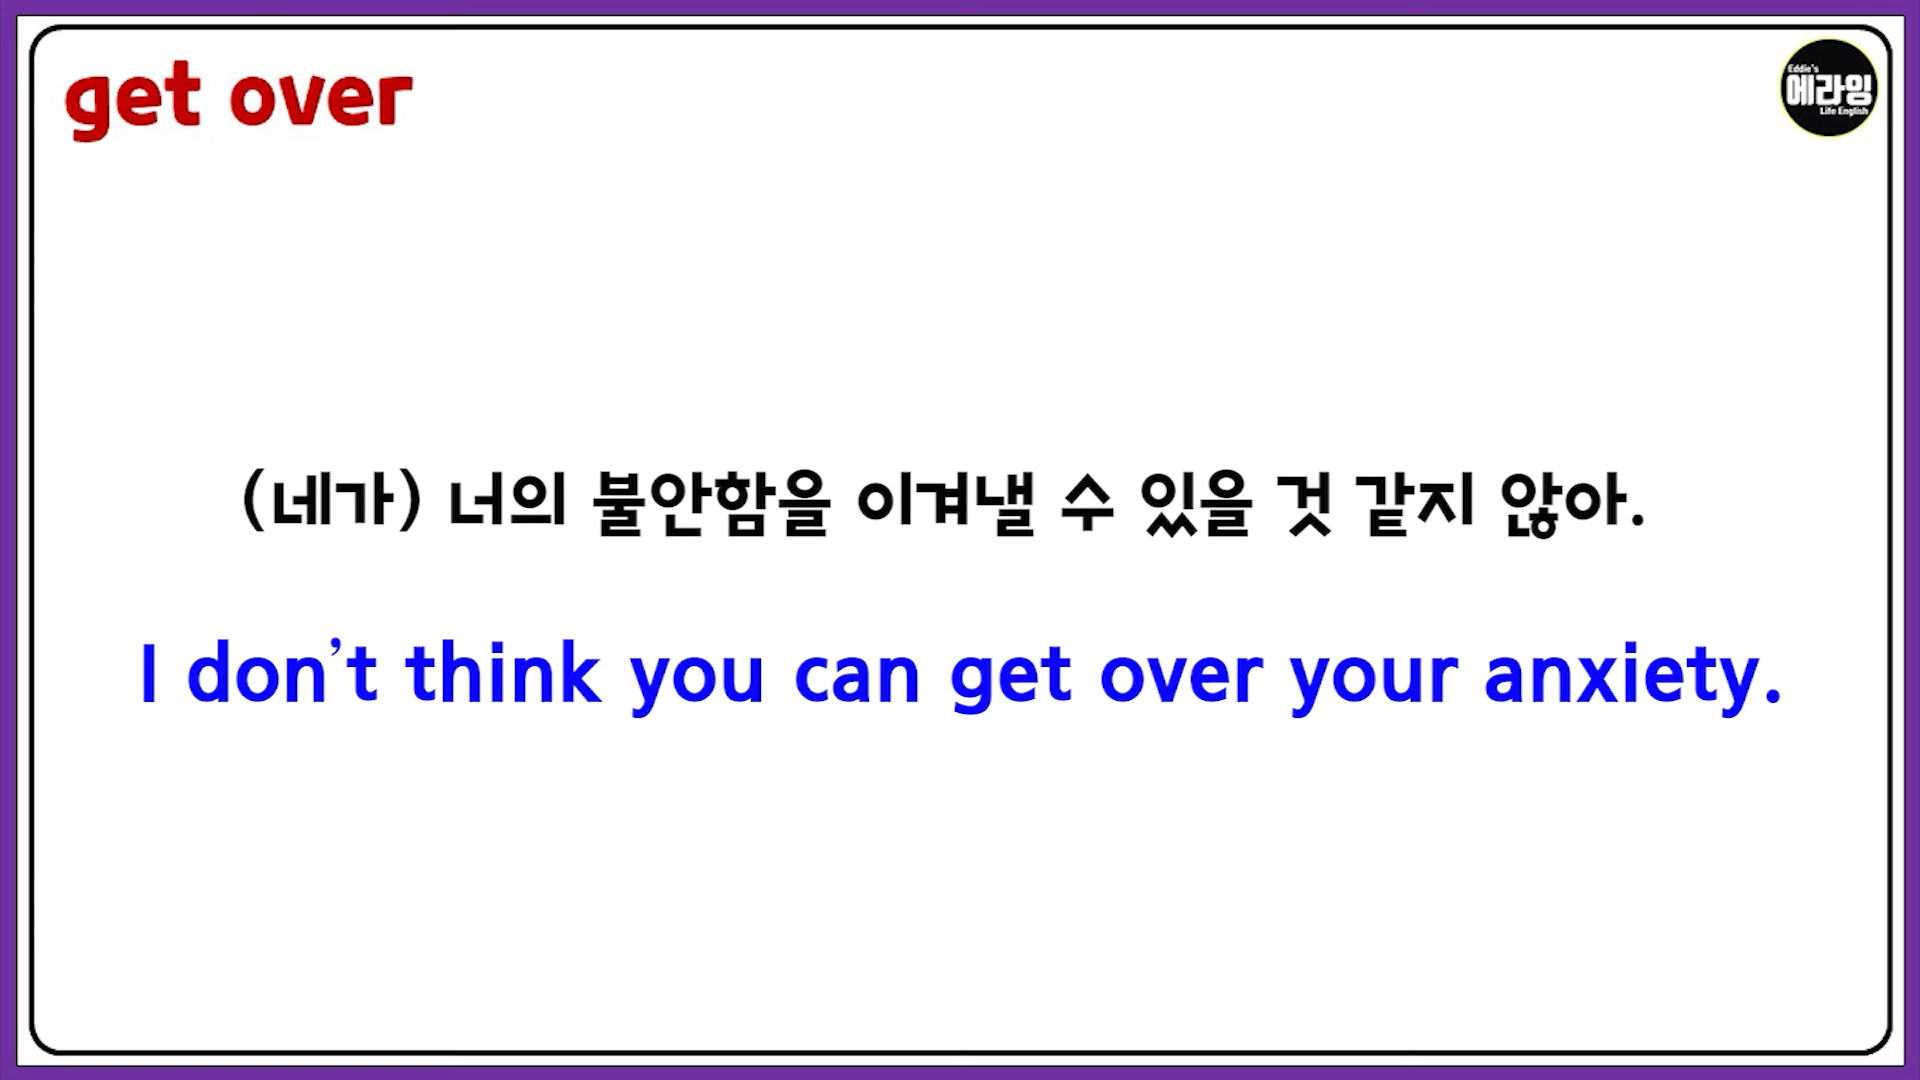 get over
Eddie's
에라잉
Life English
(네가) 너의 불안함을 이겨낼 수 있을 것 같지 않아.
I don’t think you can get over your anxiety.